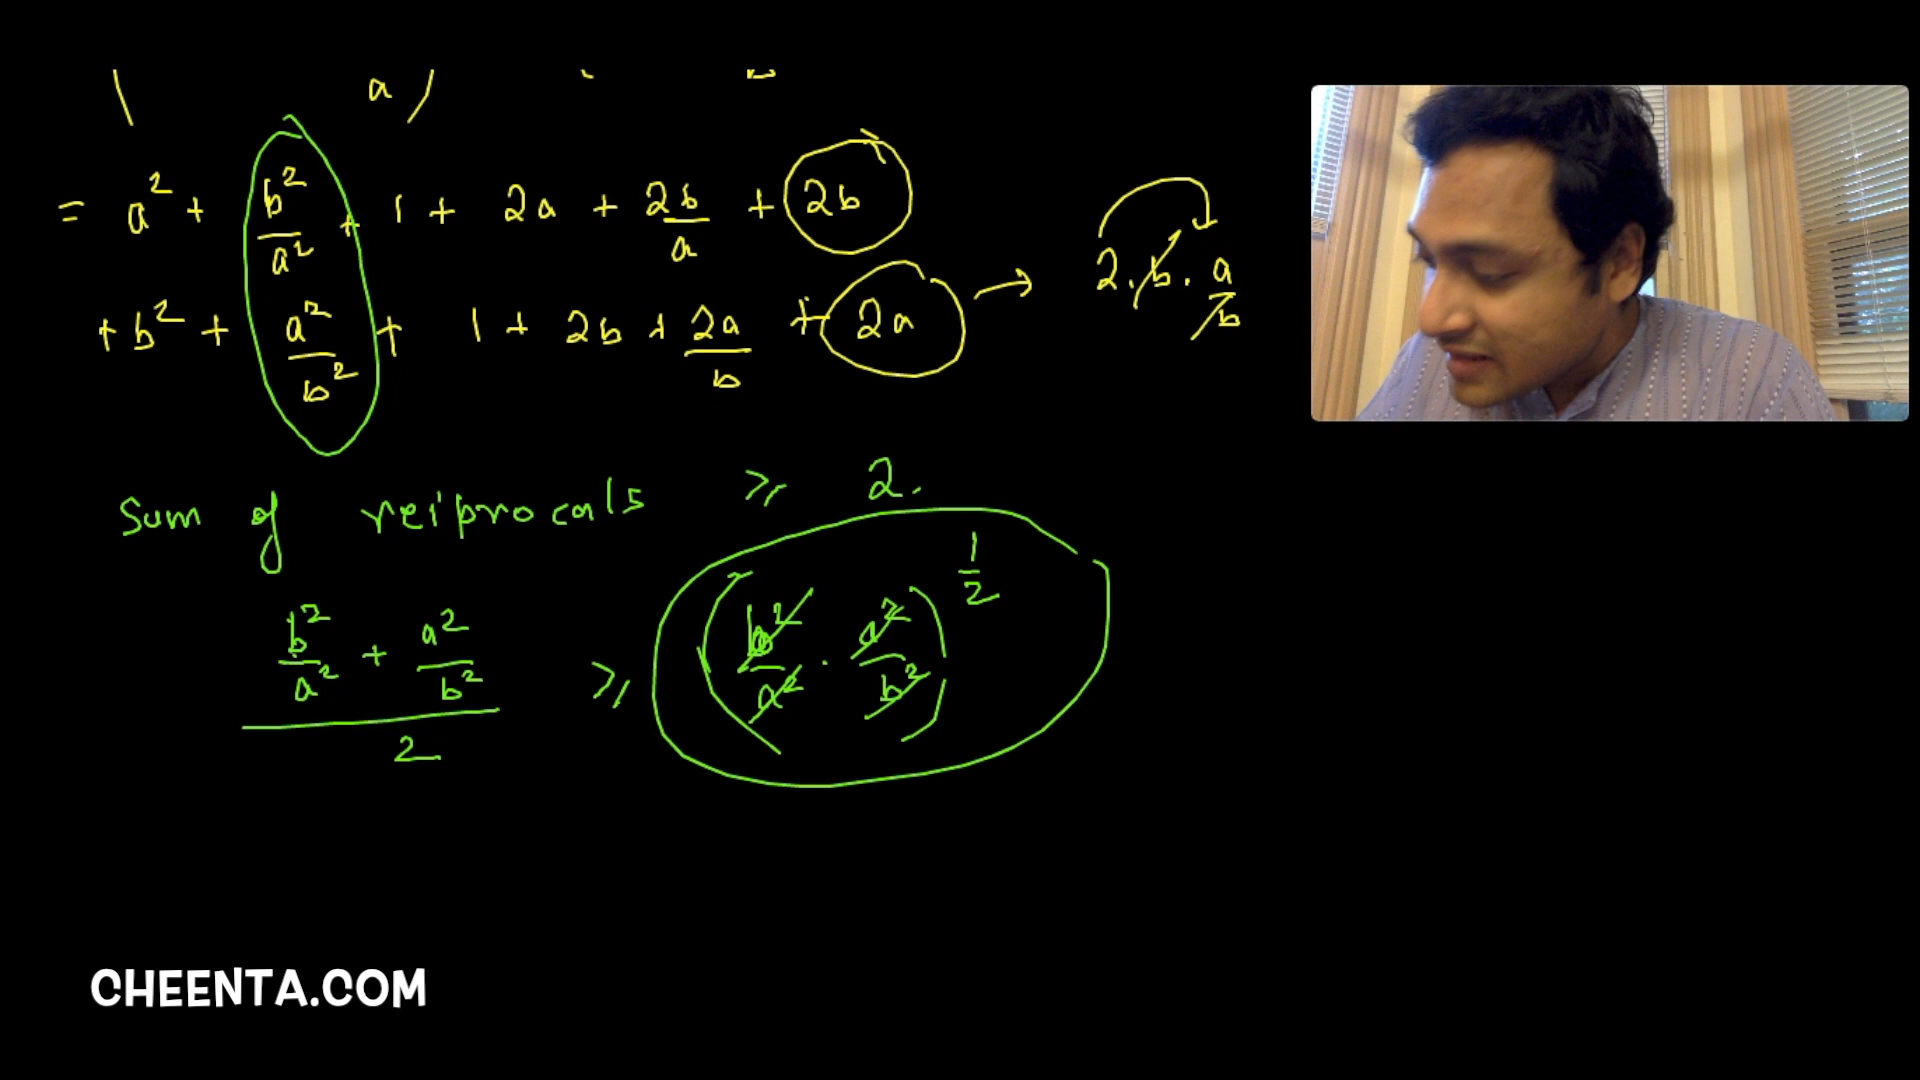 a )
= a² + b²/a² + 1 + 2a + 2b/a + 2b
+ b² + a²/b² + 1 + 2b + 2a/b + 2a → 2 . b . a/b
Sum of reiprocals ⩾ 2.
(b²/a² + a²/b²)/2 ⩾ (b²/a² . a²/b²)^1/2
CHEENTA.COM